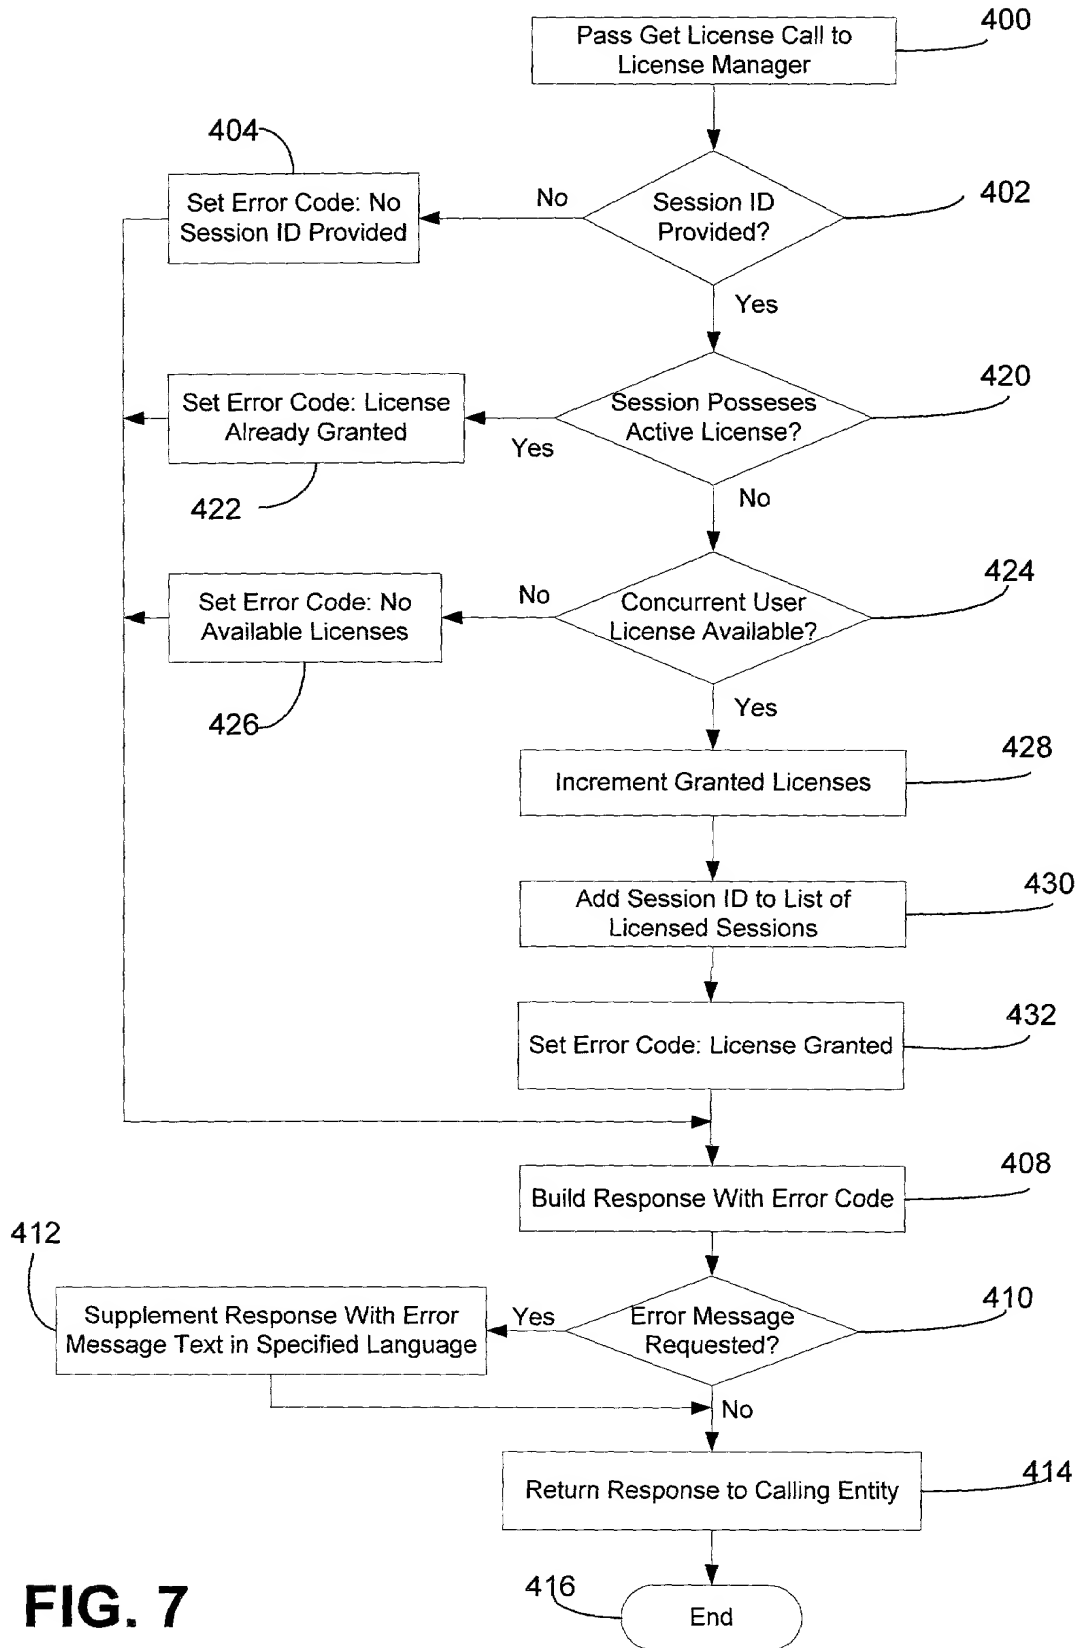 Pass Get License Call to
License Manager
400
404
Set Error Code: No
Session ID Provided
No
Session ID
Provided?
402
Yes
Set Error Code: License
Already Granted
Yes
Session Posseses
Active License?
420
422
No
Set Error Code: No
Available Licenses
No
Concurrent User
License Available?
424
426
Yes
Increment Granted Licenses
428
Add Session ID to List of
Licensed Sessions
430
Set Error Code: License Granted
432
Build Response With Error Code
408
412
Supplement Response With Error
Message Text in Specified Language
Yes
Error Message
Requested?
410
No
Return Response to Calling Entity
414
416
End
FIG. 7